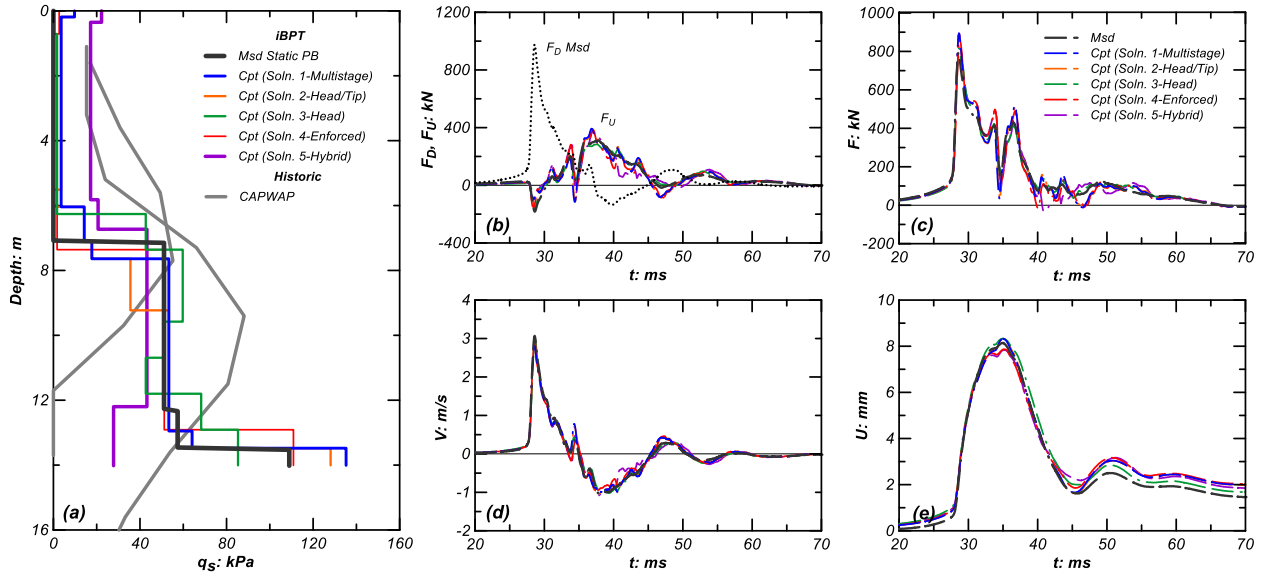 0
4
8
12
16
Depth: m
0
40
80
120
160
qs: kPa
(a)
iBPT
Msd Static PB
Cpt (Soln. 1-Multistage)
Cpt (Soln. 2-Head/Tip)
Cpt (Soln. 3-Head)
Cpt (Soln. 4-Enforced)
Cpt (Soln. 5-Hybrid)
Historic
CAPWAP
1200
800
400
0
-400
FD, FU: kN
FD Msd
FU
(b)
20
30
40
50
60
70
t: ms
1000
900
800
700
600
500
400
300
200
100
0
-100
-200
F: kN
Msd
Cpt (Soln. 1-Multistage)
Cpt (Soln. 2-Head/Tip)
Cpt (Soln. 3-Head)
Cpt (Soln. 4-Enforced)
Cpt (Soln. 5-Hybrid)
(c)
20
30
40
50
60
70
t: ms
4
3
2
1
0
-1
-2
V: m/s
(d)
20
30
40
50
60
70
t: ms
10
8
6
4
2
0
U: mm
(e)
20
30
40
50
60
70
t: ms